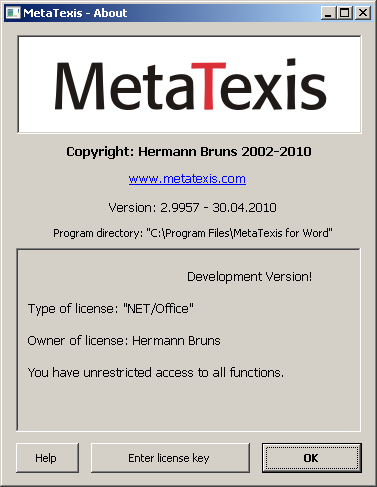 MetaTexis - About
MetaTexis
Copyright: Hermann Bruns 2002-2010
www.metatexis.com
Version: 2.9957 - 30.04.2010
Program directory: "C:\Program Files\MetaTexis for Word"
Development Version!
Type of license: "NET/Office"
Owner of license: Hermann Bruns
You have unrestricted access to all functions.
Help Enter license key OK